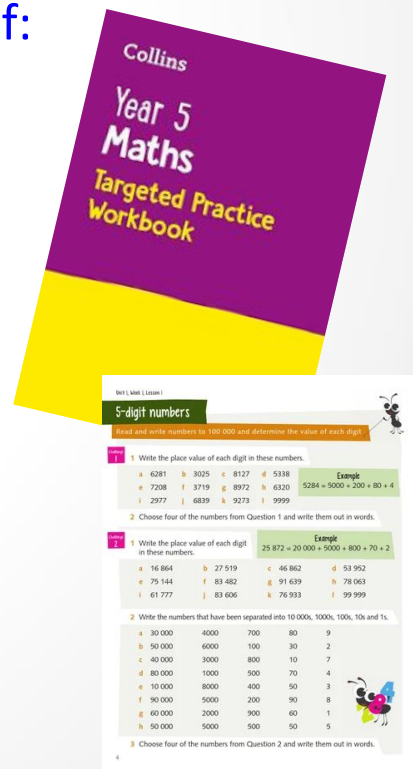 f:
Collins
Year 5
Maths
Targeted Practice
Workbook
Unit 1, Week 1, Lesson 1
5-digit numbers
Read and write numbers to 100 000 and determine the value of each digit
Challenge 1
1 Write the place value of each digit in these numbers.
a 6281 b 3025 c 8127 d 5338
e 7208 f 3719 g 8972 h 6320
i 2977 j 6839 k 9273 l 9999
Example
5284 = 5000 + 200 + 80 + 4
2 Choose four of the numbers from Question 1 and write them out in words.
Challenge 2
1 Write the place value of each digit
in these numbers.
Example
25 872 = 20 000 + 5000 + 800 + 70 + 2
a 16 864 b 27 519 c 46 862 d 53 952
e 75 144 f 83 482 g 91 639 h 78 063
i 61 777 j 83 606 k 76 933 l 99 999
2 Write the numbers that have been separated into 10 000s, 1000s, 100s, 10s and 1s.
a 30 000 4000 700 80 9
b 50 000 6000 100 30 2
c 40 000 3000 800 10 7
d 80 000 1000 500 70 4
e 10 000 8000 400 50 3
f 90 000 5000 200 90 8
g 60 000 2000 900 60 1
h 50 000 5000 500 50 5
4
3 Choose four of the numbers from Question 2 and write them out in words.
4